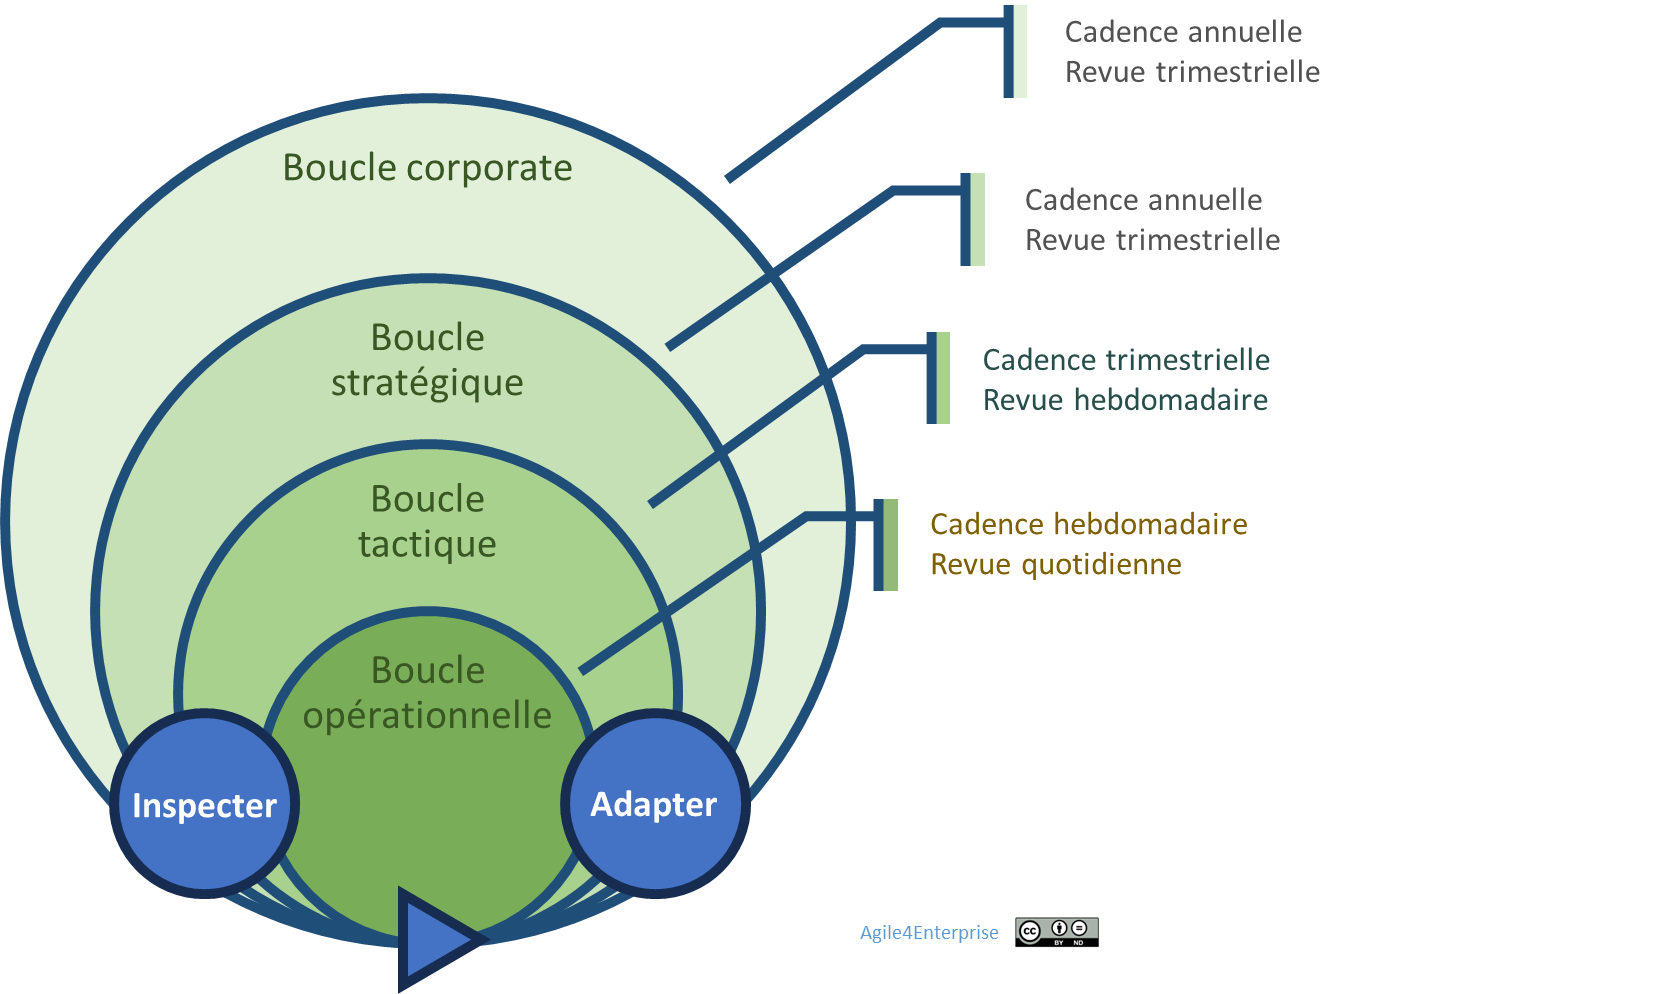 Cadence annuelle
Revue trimestrielle
Boucle corporate
Cadence annuelle
Revue trimestrielle
Boucle
stratégique
Cadence trimestrielle
Revue hebdomadaire
Boucle
tactique
Cadence hebdomadaire
Revue quotidienne
Boucle
opérationnelle
Inspecter
Adapter
Agile4Enterprise
cc
BY ND